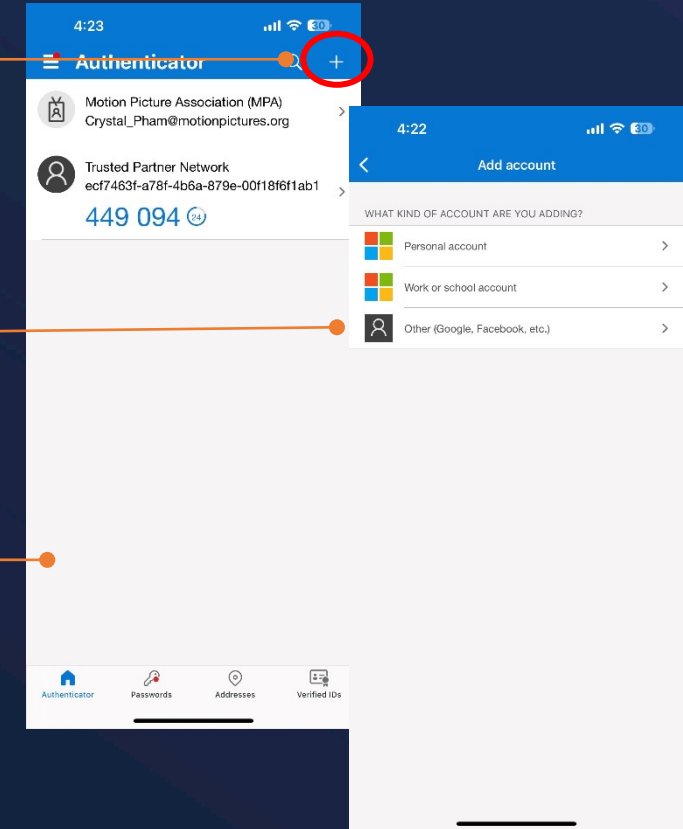 4:23
30
Authenticator
Motion Picture Association (MPA)
Crystal_Pham@motionpictures.org
Trusted Partner Network
ecf7463f-a78f-4b6a-879e-00f18f6f1ab1
449 094
24
Authenticator
Passwords
Addresses
Verified IDs
4:22
30
Add account
WHAT KIND OF ACCOUNT ARE YOU ADDING?
Personal account
Work or school account
Other (Google, Facebook, etc.)